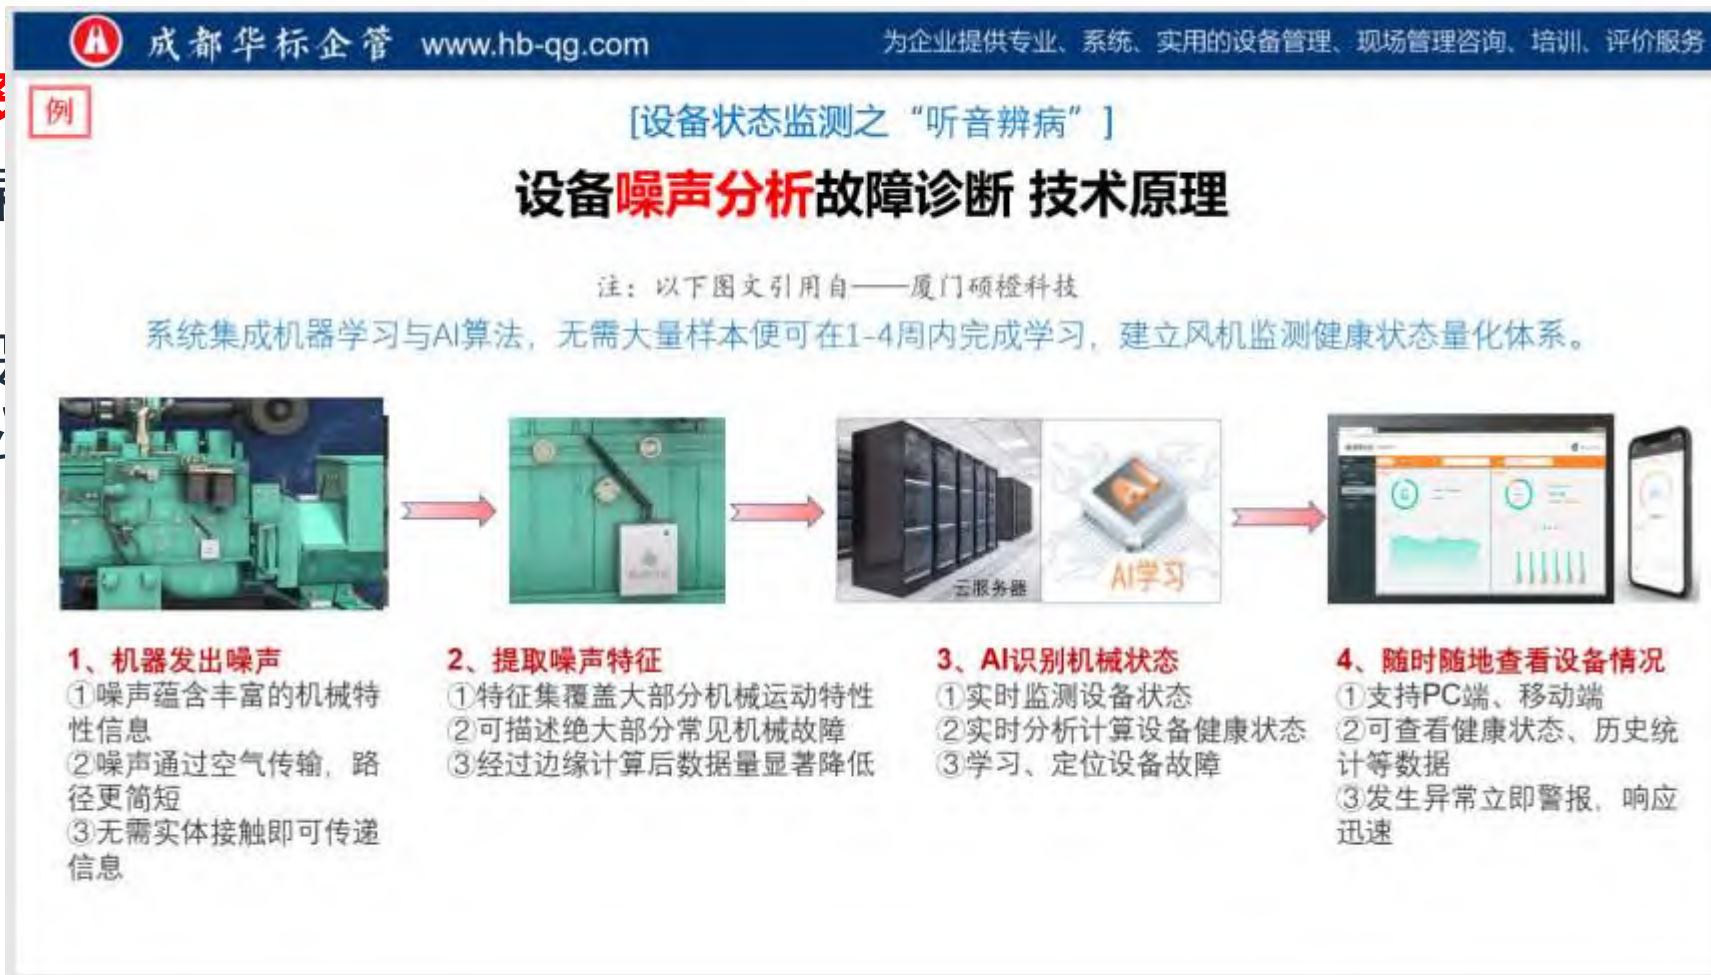 成都华标企管 www.hb-qg.com
为企业提供专业、系统、实用的设备管理、现场管理咨询、培训、评价服务
例
[设备状态监测之“听音辨病”]
设备噪声分析故障诊断 技术原理
注：以下图文引用自——厦门硕橙科技
系统集成机器学习与AI算法，无需大量样本便可在1-4周内完成学习，建立风机监测健康状态量化体系。
云服务器
AI
AI学习
1、机器发出噪声
①噪声蕴含丰富的机械特
性信息
②噪声通过空气传输，路
径更简短
③无需实体接触即可传递
信息
2、提取噪声特征
①特征集覆盖大部分机械运动特性
②可描述绝大部分常见机械故障
③经过边缘计算后数据量显著降低
3、AI识别机械状态
①实时监测设备状态
②实时分析计算设备健康状态
③学习、定位设备故障
4、随时随地查看设备情况
①支持PC端、移动端
②可查看健康状态、历史统
计等数据
③发生异常立即警报，响应
迅速